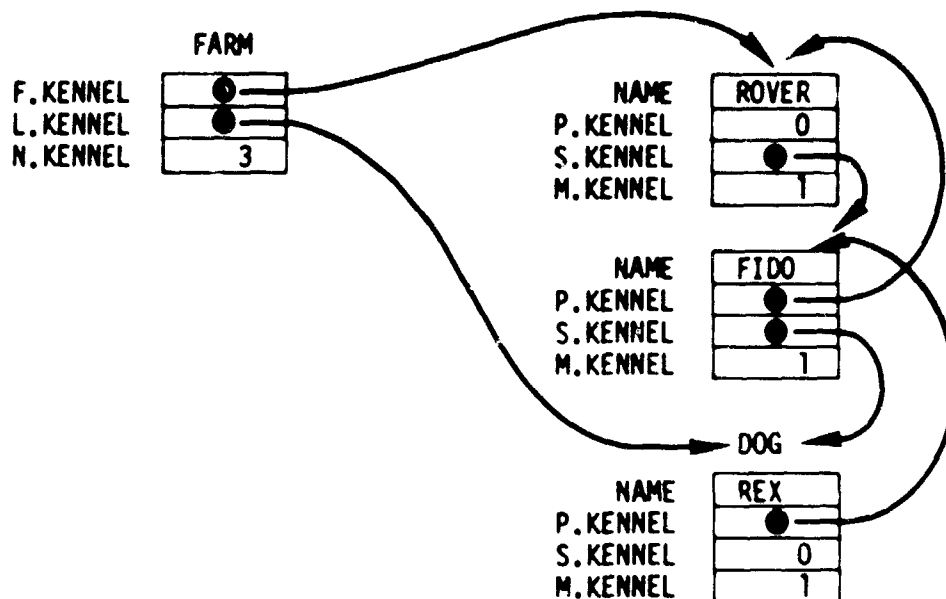 FARM
F.KENNEL
L.KENNEL
N.KENNEL 3
NAME ROVER
P.KENNEL 0
S.KENNEL
M.KENNEL 1
NAME FIDO
P.KENNEL
S.KENNEL
M.KENNEL 1
DOG
NAME REX
P.KENNEL
S.KENNEL 0
M.KENNEL 1